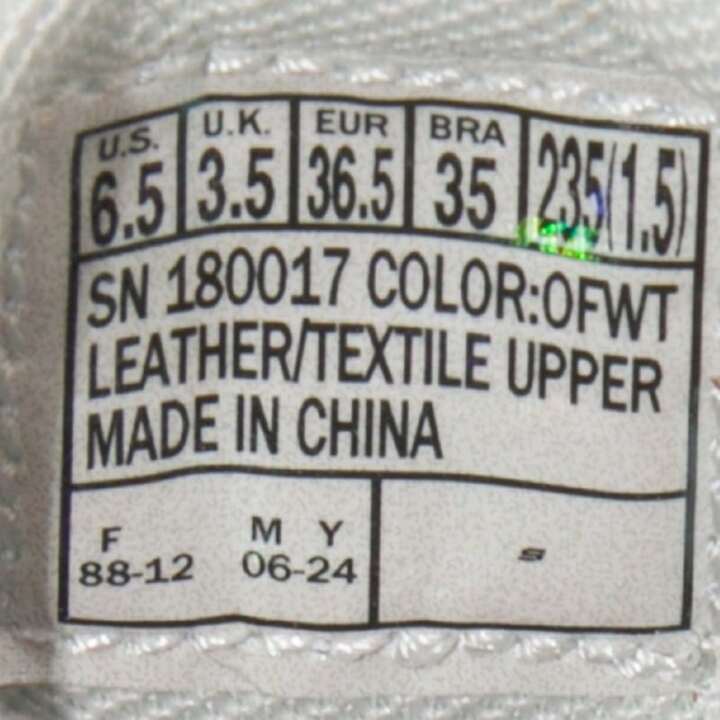 U.S. U.K. EUR BRA
6.5 3.5 36.5 35 235(1.5)
SN 180017 COLOR:OFWT
LEATHER/TEXTILE UPPER
MADE IN CHINA
F M Y
88-12 06-24